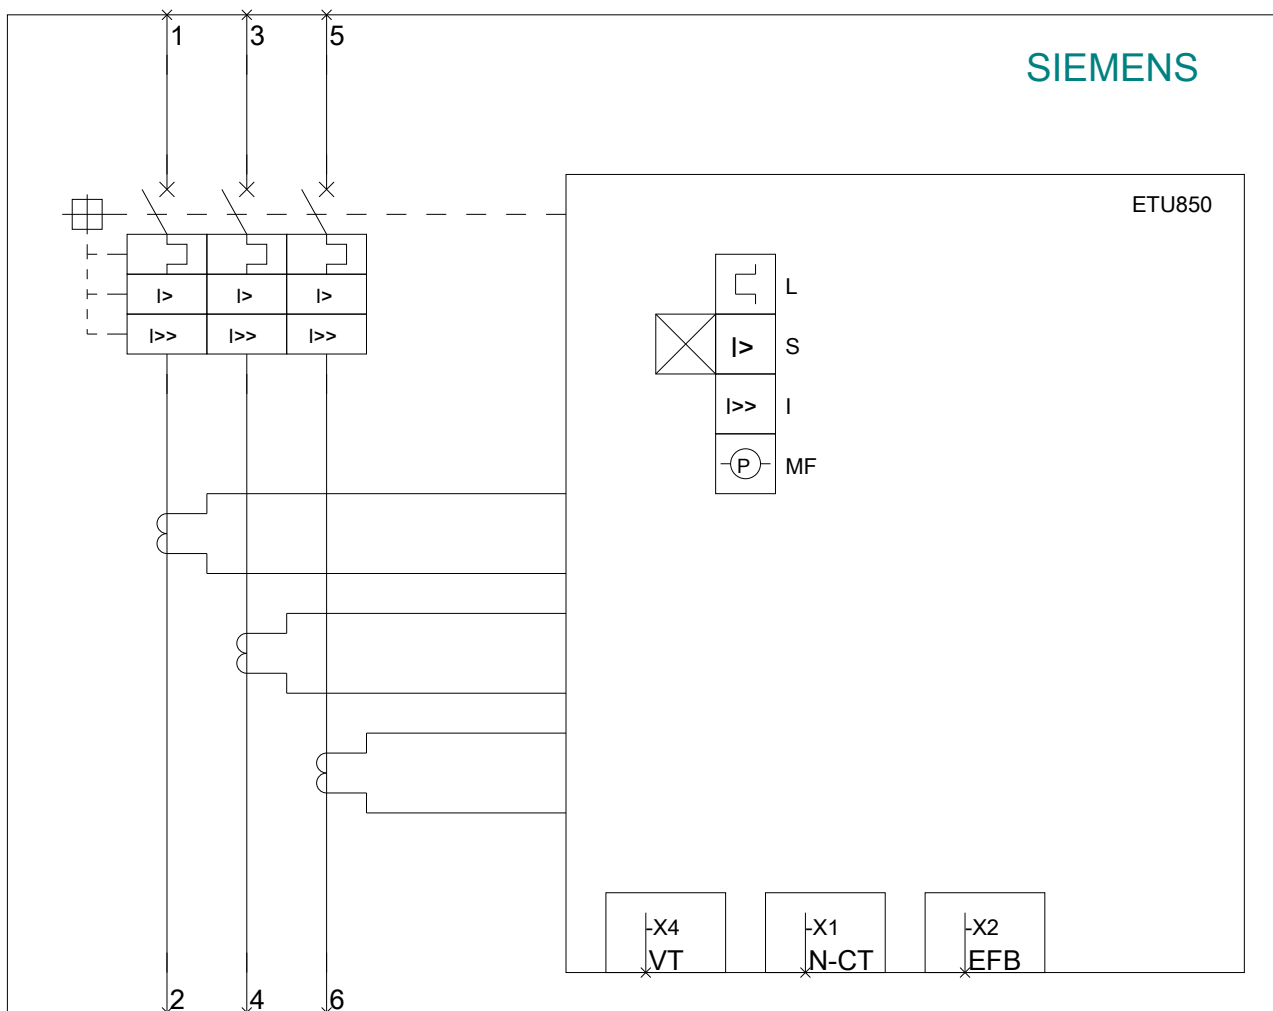 1 3 5
SIEMENS
ETU850
L
I> I> I>
I>> I>> I>>
I> S
I>> I
P MF
-X4 -X1 -X2
VT N-CT EFB
2 4 6